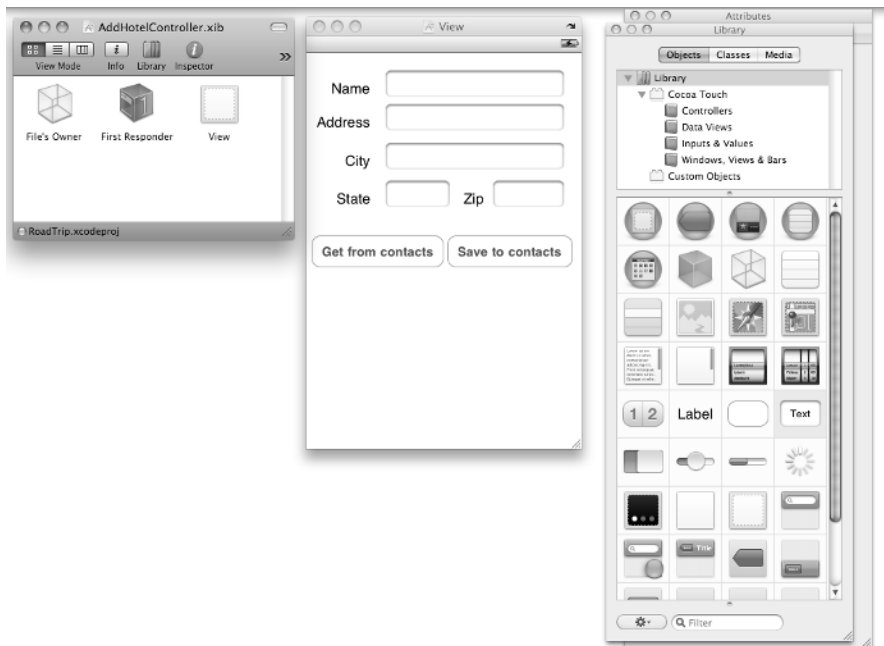 AddHotelController.xib
View Mode Info Library Inspector
File's Owner First Responder View
RoadTrip.xcodeproj
View
Name
Address
City
State Zip
Get from contacts Save to contacts
Attributes
Library
Objects Classes Media
Library
Cocoa Touch
Controllers
Data Views
Inputs & Values
Windows, Views & Bars
Custom Objects
1 2 Label Text
Title
Filter